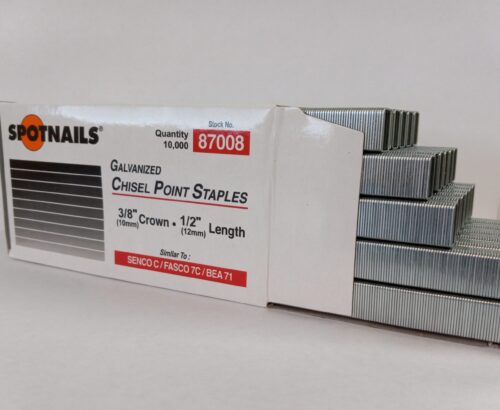 SPOTNAILS®
Quantity
10,000
Stock No.
87008
GALVANIZED
CHISEL POINT STAPLES
3/8" Crown • 1/2" Length
(10mm) (12mm)
Similar To :
SENCO C / FASCO 7C / BEA 71